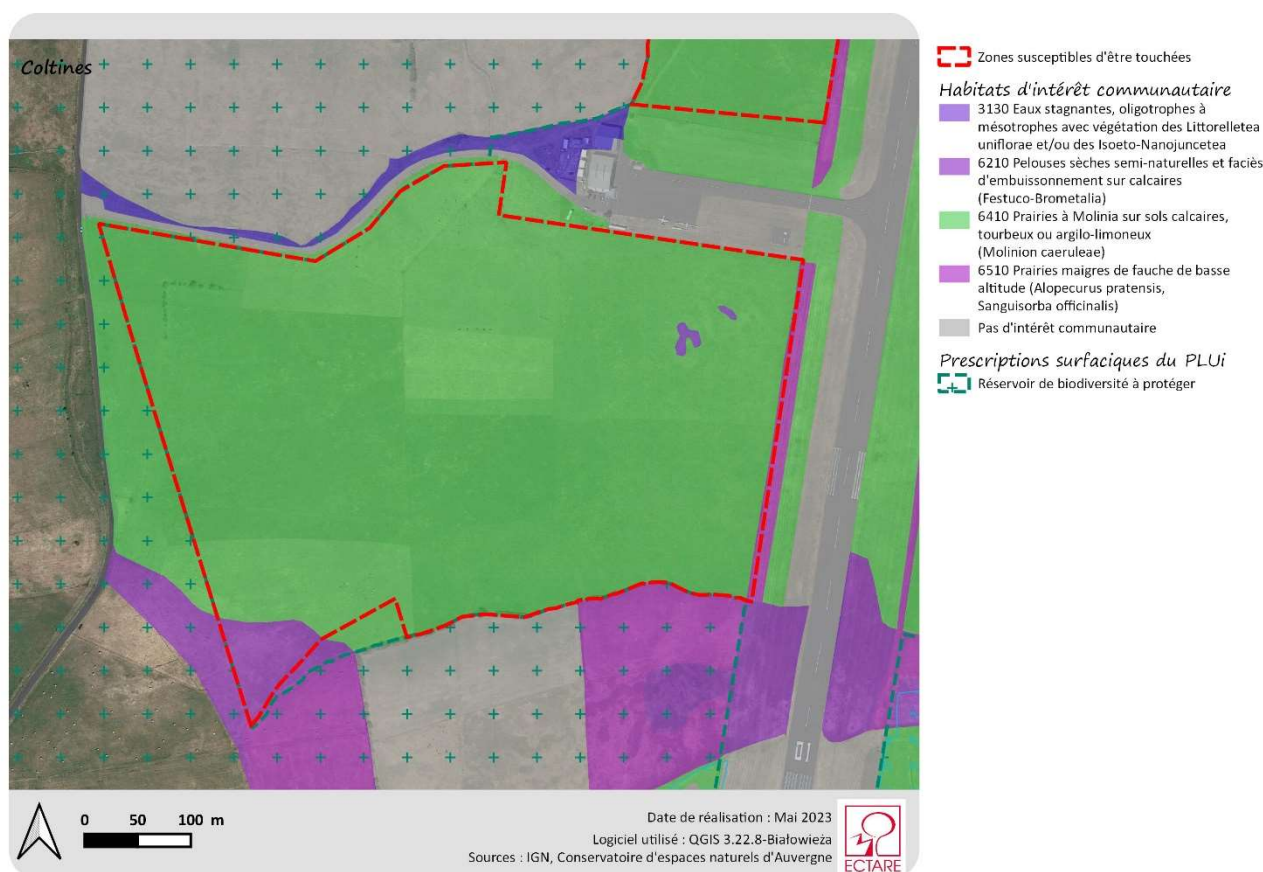 Coltines
Zones susceptibles d'être touchées
Habitats d'intérêt communautaire
3130 Eaux stagnantes, oligotrophes à
mésotrophes avec végétation des Littorelletea
uniflorae et/ou des Isoeto-Nanojuncetea
6210 Pelouses sèches semi-naturelles et faciès
d'embuissonnement sur calcaires
(Festuco-Brometalia)
6410 Prairies à Molinia sur sols calcaires,
tourbeux ou argilo-limoneux
(Molinion caeruleae)
6510 Prairies maigres de fauche de basse
altitude (Alopecurus pratensis,
Sanguisorba officinalis)
Pas d'intérêt communautaire
Prescriptions surfaciques du PLUi
Réservoir de biodiversité à protéger
0 50 100 m
Date de réalisation : Mai 2023
Logiciel utilisé : QGIS 3.22.8-Białowieża
Sources : IGN, Conservatoire d'espaces naturels d'Auvergne
ECTARE